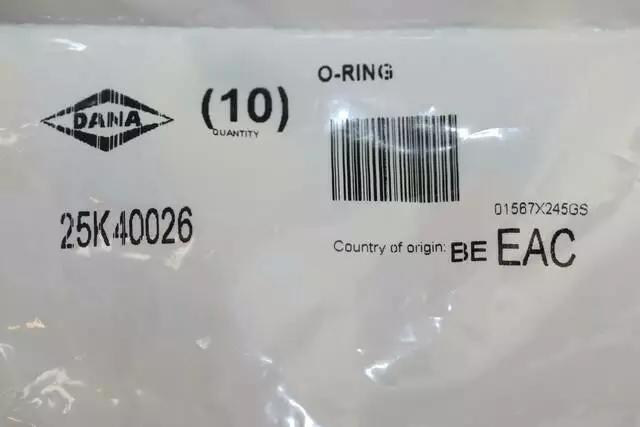 DANA
(10)
QUANTITY
O-RING
25K40026
01567X245GS
Country of origin: BE EAC